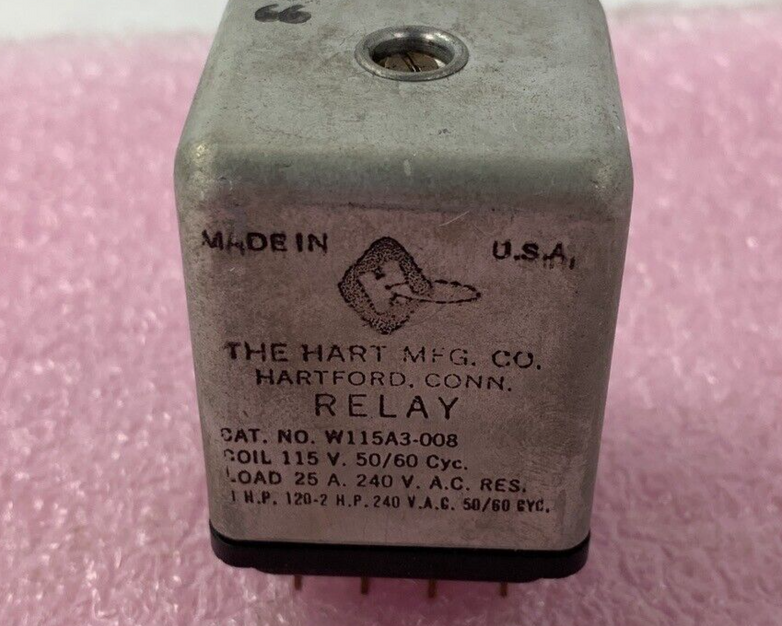 66
MADE IN U.S.A.
H
THE HART MFG. CO.
HARTFORD, CONN.
RELAY
CAT. NO. W115A3-008
COIL 115 V. 50/60 Cyc.
LOAD 25 A. 240 V. A.C. RES.
1 H.P. 120-2 H.P. 240 V.A.C. 50/60 CYC.